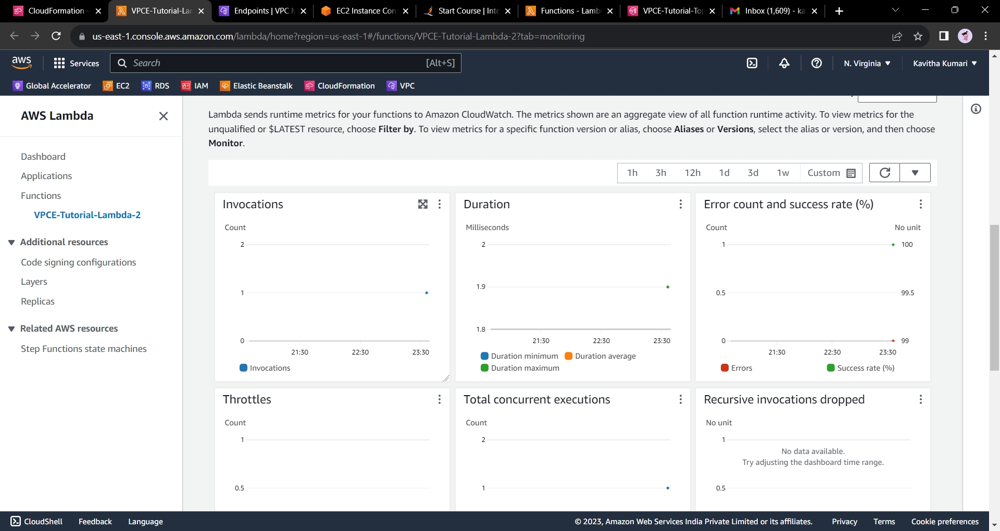 CloudFormation -
VPCE-Tutorial-Lam
Endpoints | VPC
EC2 Instance Con
Start Course | Inte
Functions - Lamb
VPCE-Tutorial-Top
Inbox (1,609) - ka
us-east-1.console.aws.amazon.com/lambda/home?region=us-east-1#/functions/VPCE-Tutorial-Lambda-2?tab=monitoring
aws
Services
Search
[Alt+S]
N. Virginia
Kavitha Kumari
Global Accelerator
EC2
RDS
IAM
Elastic Beanstalk
CloudFormation
VPC
AWS Lambda
Dashboard
Applications
Functions
VPCE-Tutorial-Lambda-2
Additional resources
Code signing configurations
Layers
Replicas
Related AWS resources
Step Functions state machines
Lambda sends runtime metrics for your functions to Amazon CloudWatch. The metrics shown are an aggregate view of all function runtime activity. To view metrics for the
unqualified or $LATEST resource, choose Filter by. To view metrics for a specific function version or alias, choose Aliases or Versions, select the alias or version, and then choose
Monitor.
1h 3h 12h 1d 3d 1w Custom
Invocations
Count
2
1
0
21:30 22:30 23:30
Invocations
Duration
Milliseconds
2
1.9
1.8
21:30 22:30 23:30
Duration minimum Duration average
Duration maximum
Error count and success rate (%)
Count No unit
1 100
0.5 99.5
0 99
21:30 22:30 23:30
Errors Success rate (%)
Throttles
Count
1
0.5
Total concurrent executions
Count
2
1
Recursive invocations dropped
No unit
1
No data available.
Try adjusting the dashboard time range.
0.5
CloudShell Feedback Language
© 2023, Amazon Web Services India Private Limited or its affiliates. Privacy Terms Cookie preferences